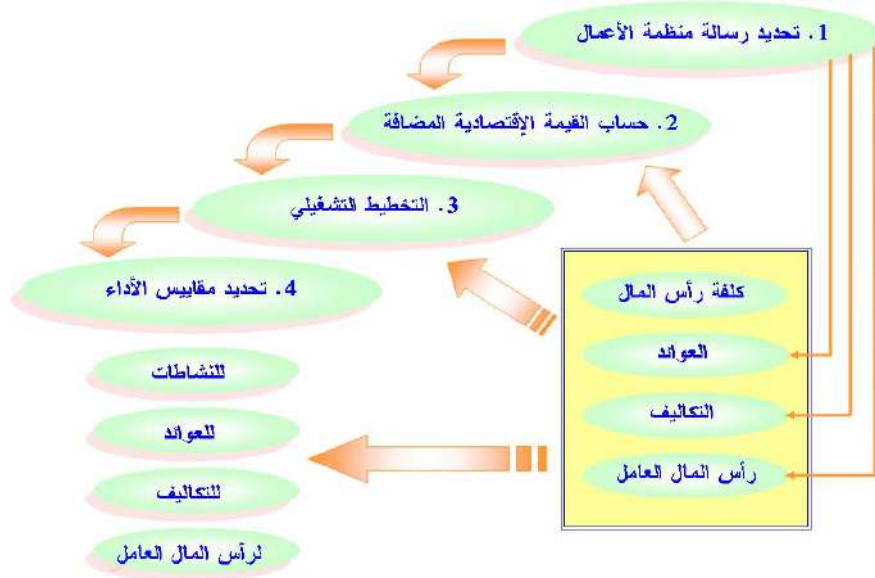 1. تحديد رسالة منظمة الأعمال
2. حساب القيمة الإقتصادية المضافة
3. التخطيط التشغيلي
4. تحديد مقاييس الأداء
للنشاطات
للعوائد
للتكاليف
لرأس المال العامل
كلفة رأس المال
العوائد
التكاليف
رأس المال العامل